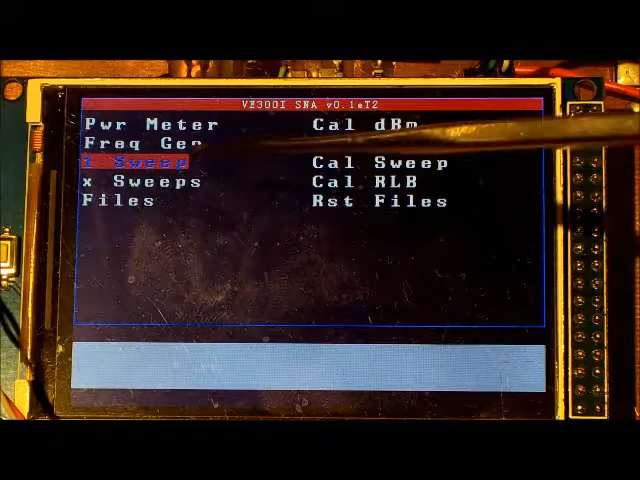 VE3OOI SNA v0.1eT2
Pwr Meter Cal dBm
Freq Gen
1 Sweep Cal Sweep
x Sweeps Cal RLB
Files Rst Files